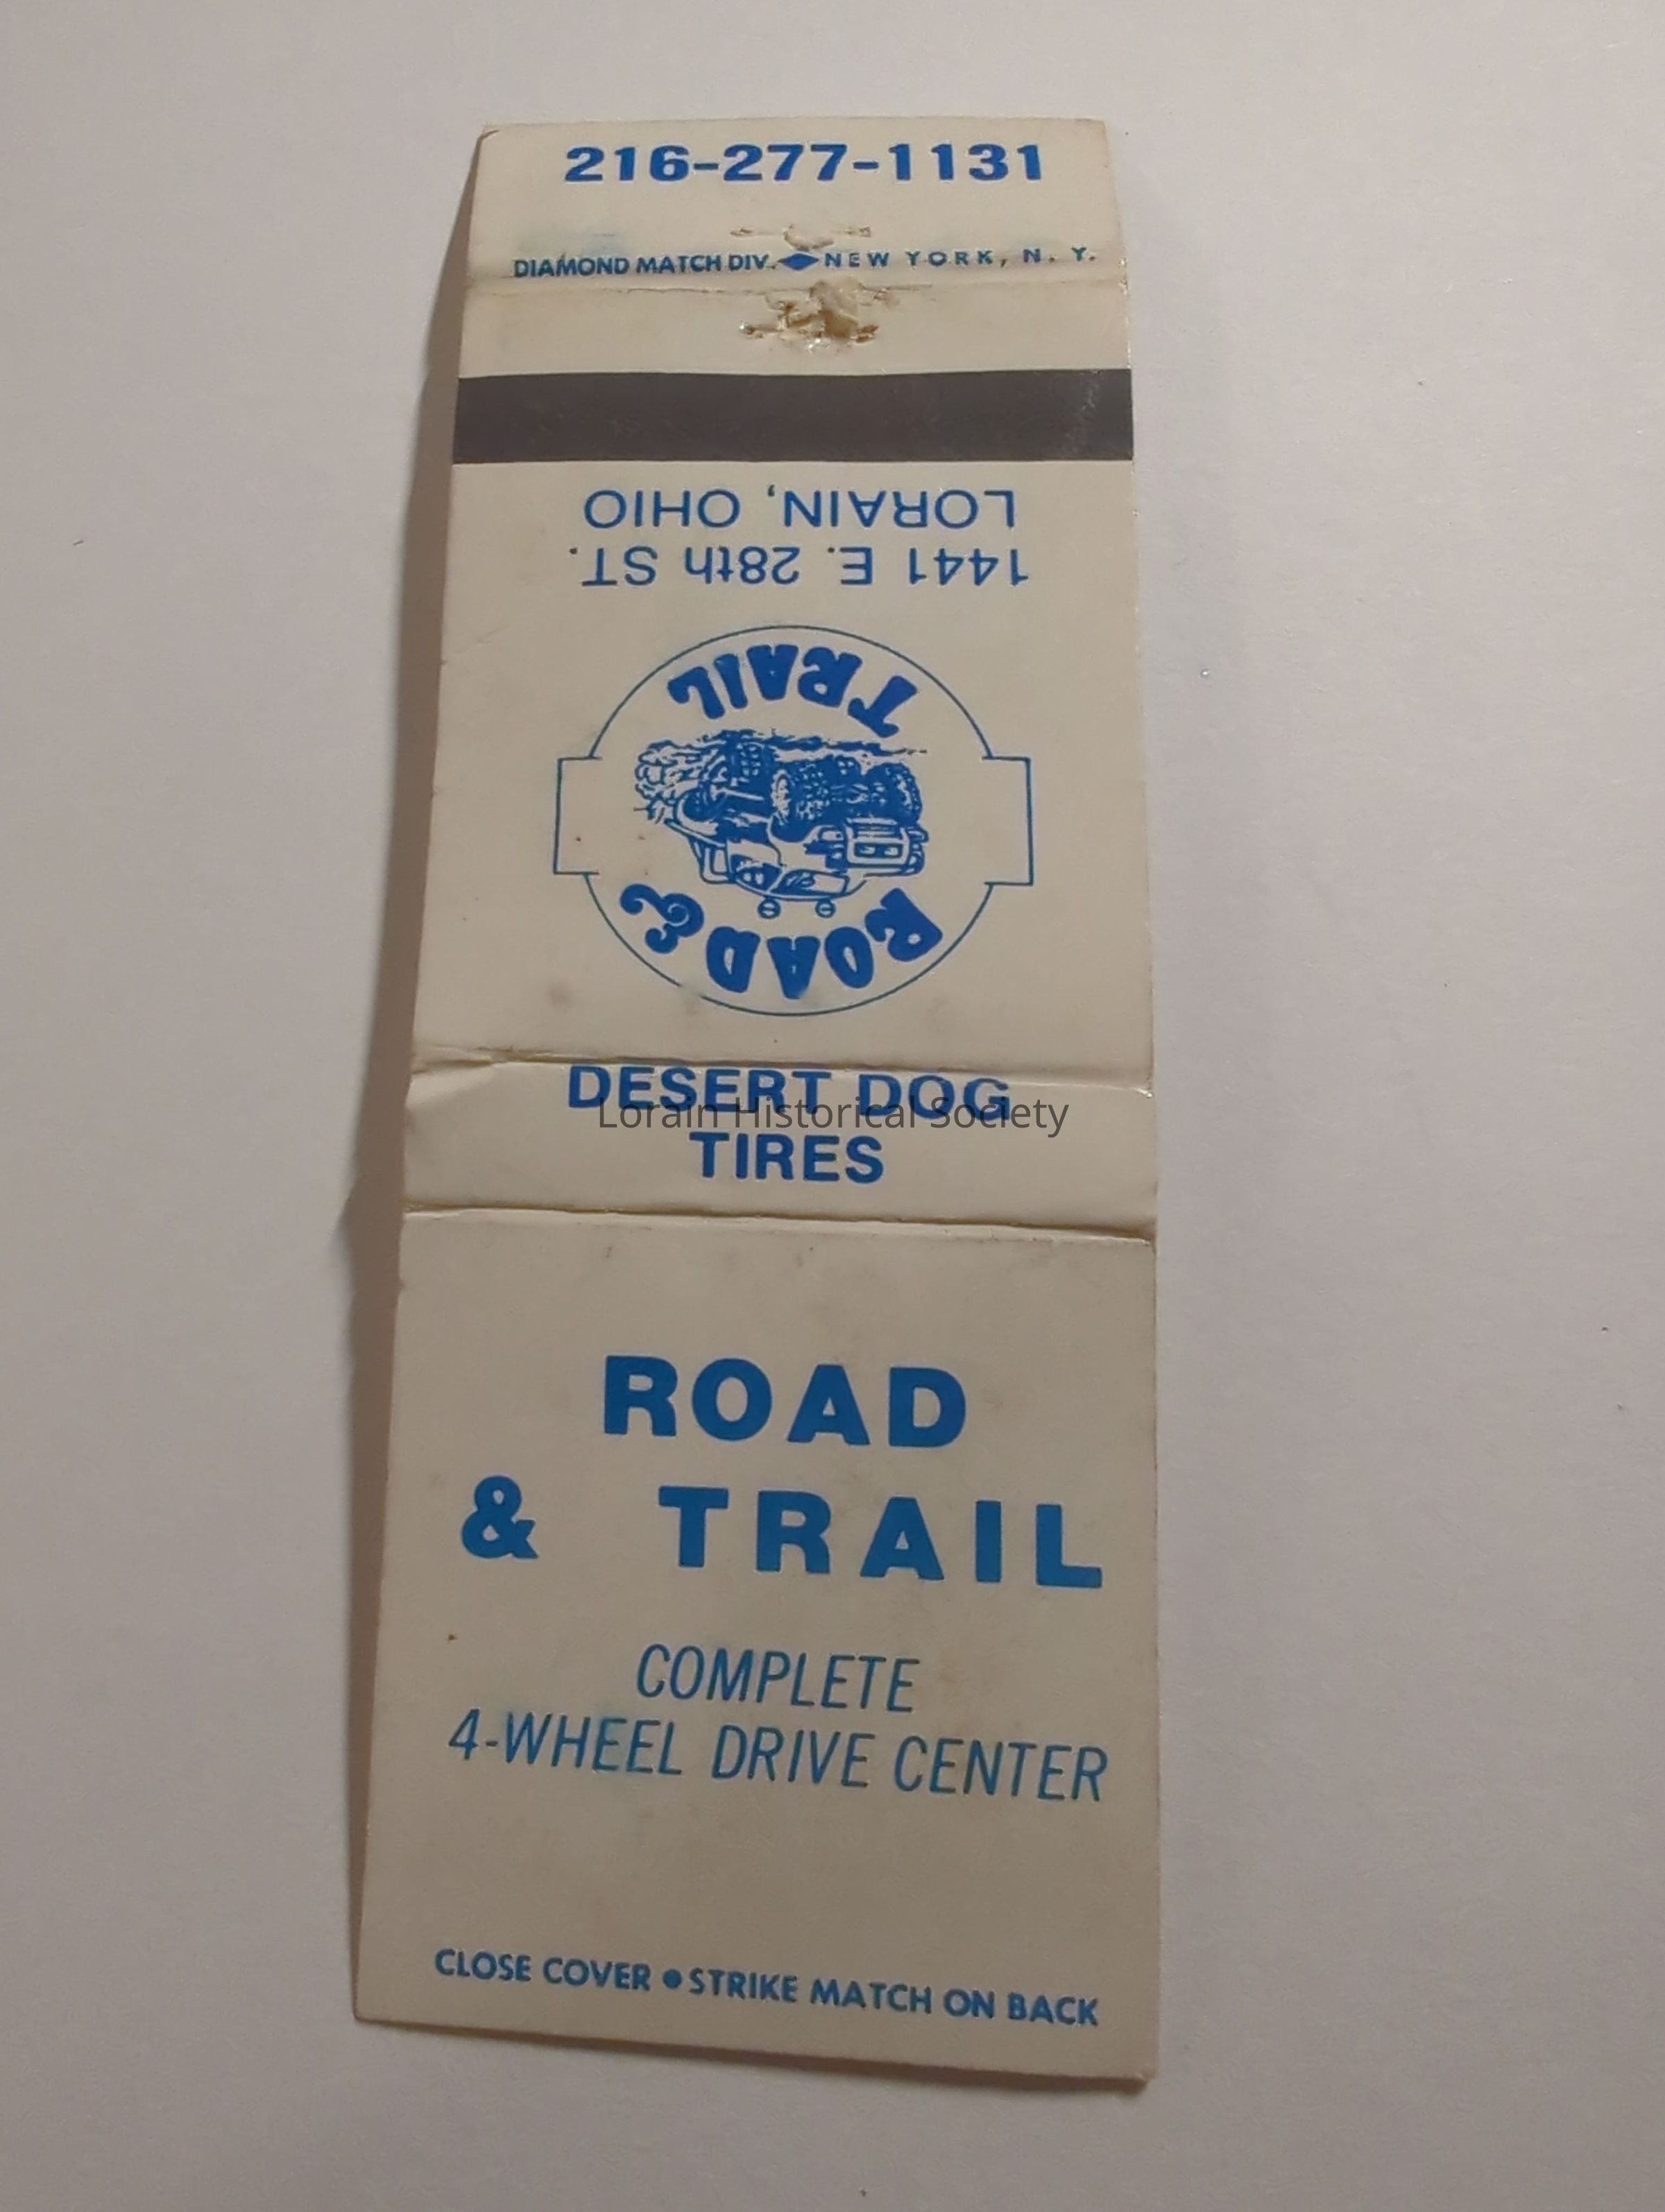 216-277-1131
DIAMOND MATCH DIV. NEW YORK, N. Y.
LORAIN, OHIO
1441 E. 28th ST.
ROAD &
TRAIL
DESERT DOG
TIRES
Lorain Historical Society
ROAD
& TRAIL
COMPLETE
4-WHEEL DRIVE CENTER
CLOSE COVER • STRIKE MATCH ON BACK